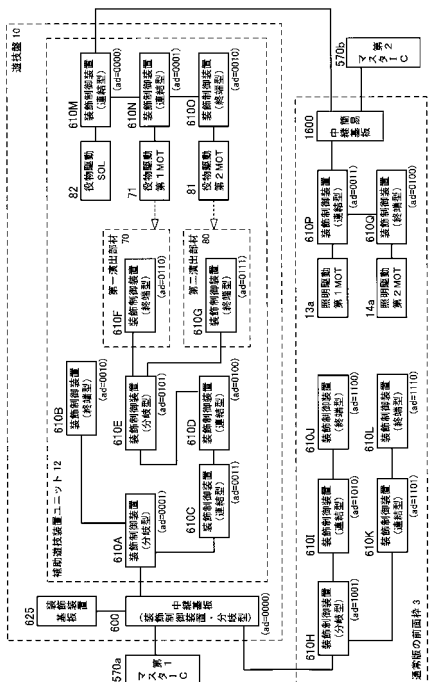 遊技盤 10
補助遊技装置ユニット 12
625
装飾装置
基板
570a
第1
マスタIC
600
中継基板
(装飾制御装置・分岐型)
(ad=0000)
610A
装飾制御装置
(分岐型)
(ad=0001)
610B
装飾制御装置
(終端型)
(ad=0010)
610C
装飾制御装置
(連結型)
(ad=0011)
610D
装飾制御装置
(連結型)
(ad=0100)
610E
装飾制御装置
(分岐型)
(ad=0101)
第一演出部材
70
610F
装飾制御装置
(終端型)
(ad=0110)
第二演出部材
80
610G
装飾制御装置
(終端型)
(ad=0111)
82
役物駆動
SOL
610M
装飾制御装置
(連結型)
(ad=0000)
71
役物駆動
第1MOT
610N
装飾制御装置
(連結型)
(ad=0001)
81
役物駆動
第2MOT
610O
装飾制御装置
(終端型)
(ad=0010)
570b
第2
マスタIC
1600
簡易
中継基板
通常版の前面枠 3
610H
装飾制御装置
(分岐型)
(ad=1001)
610I
装飾制御装置
(連結型)
(ad=1010)
610J
装飾制御装置
(終端型)
(ad=1100)
610K
装飾制御装置
(連結型)
(ad=1101)
610L
装飾制御装置
(終端型)
(ad=1110)
13a
照明駆動
第1MOT
610P
装飾制御装置
(連結型)
(ad=0011)
14a
照明駆動
第2MOT
610Q
装飾制御装置
(終端型)
(ad=0100)